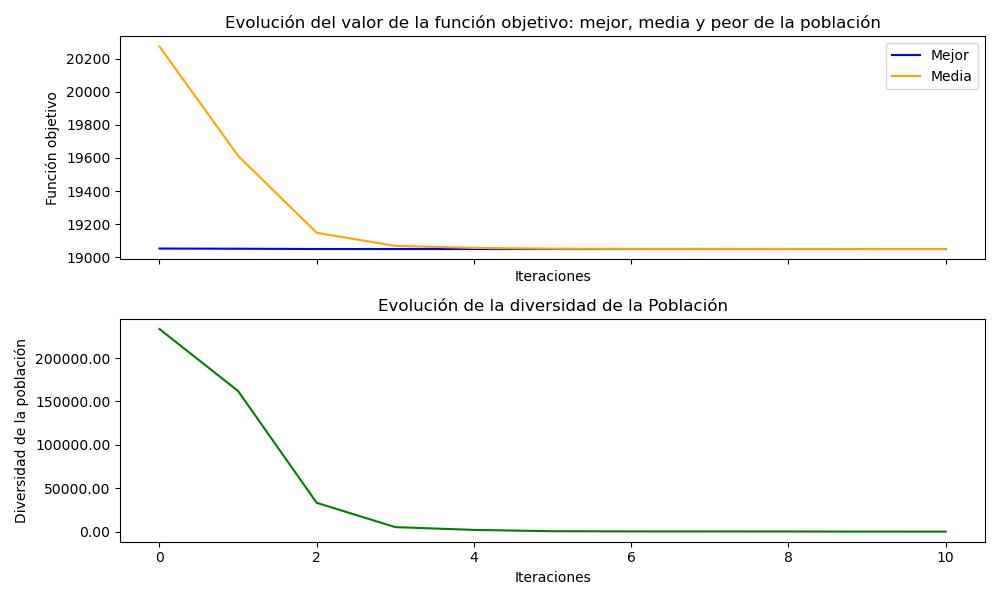 Evolución del valor de la función objetivo: mejor, media y peor de la población
Función objetivo
20200
20000
19800
19600
19400
19200
19000
Mejor
Media
Iteraciones
Evolución de la diversidad de la Población
Diversidad de la población
200000.00
150000.00
100000.00
50000.00
0.00
0 2 4 6 8 10
Iteraciones